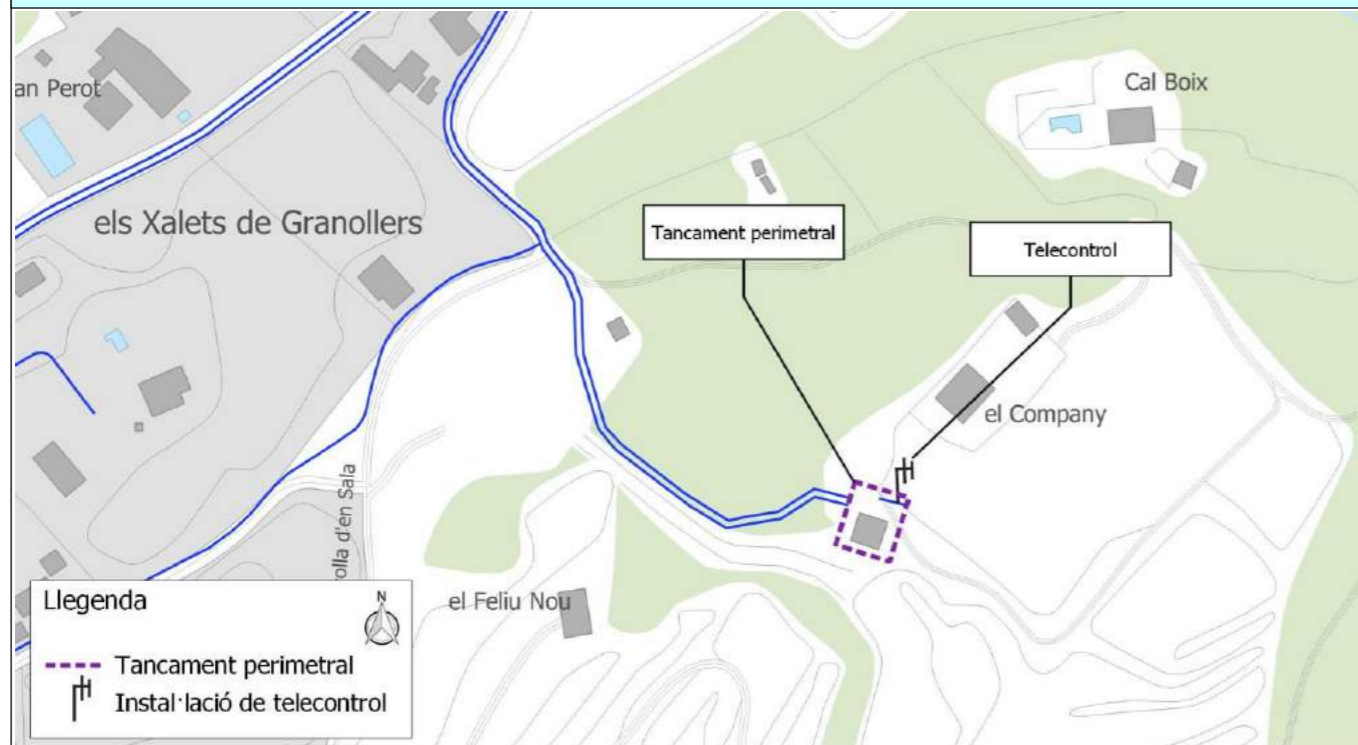 an Perot
Cal Boix
els Xalets de Granollers
Tancament perimetral
Telecontrol
el Company
rolla d'en Sala
el Feliu Nou
Llegenda
N
Tancament perimetral
Instal·lació de telecontrol